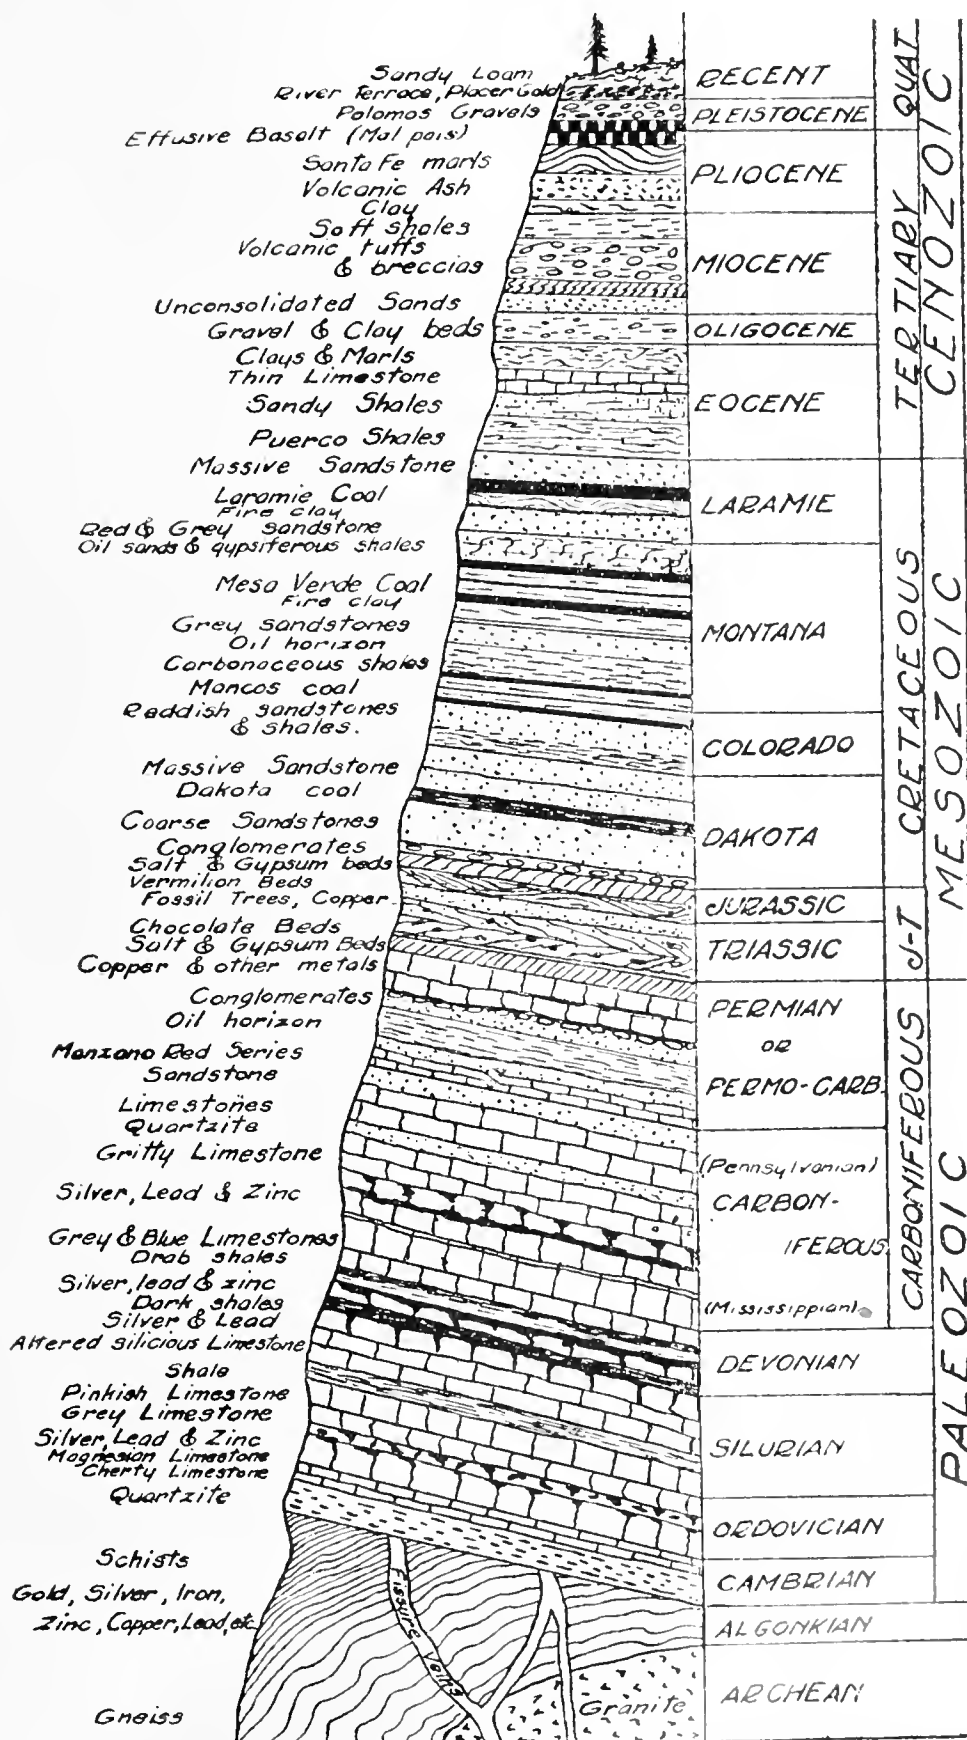 Sandy Loam
River Terrace, Placer Gold
Polomos Gravels
Effusive Basalt (Mal pais)
Santa Fe marls
Volcanic Ash
Clay
Soft shales
Volcanic tuffs
& breccias
Unconsolidated Sands
Gravel & Clay beds
Clays & Marls
Thin Limestone
Sandy Shales
Puerco Shales
Massive Sandstone
Laramie Coal
Fire clay
Red & Grey sandstone
Oil sands & gypsiferous shales
Mesa Verde Coal
Fire clay
Grey sandstones
Oil horizon
Carbonaceous shales
Mancos coal
Reddish sandstones
& shales.
Massive Sandstone
Dakota coal
Coarse Sandstones
Conglomerates
Salt & Gypsum beds
Vermilion Beds
Fossil Trees, Copper
Chocolate Beds
Salt & Gypsum Beds
Copper & other metals
Conglomerates
Oil horizon
Manzano Red Series
Sandstone
Limestones
Quartzite
Gritty Limestone
Silver, Lead & Zinc
Grey & Blue Limestones
Drab shales
Silver, lead & zinc
Dark shales
Silver & Lead
Altered silicious Limestone
Shale
Pinkish Limestone
Grey Limestone
Silver, Lead & Zinc
Magnesian Limestone
Cherty Limestone
Quartzite
Schists
Gold, Silver, Iron,
Zinc, Copper, Lead, etc
Gneiss
Fissure Veins
Granite
RECENT
PLEISTOCENE
PLIOCENE
MIOCENE
OLIGOCENE
EOCENE
LARAMIE
MONTANA
COLORADO
DAKOTA
JURASSIC
TRIASSIC
PERMIAN
OR
PERMO-CARB.
(Pennsylvanian)
CARBON-
IFEROUS
(Mississippian)
DEVONIAN
SILURIAN
ORDOVICIAN
CAMBRIAN
ALGONKIAN
ARCHEAN
QUAT
TERTIARY
CRETACEOUS
J-T
CARBONIFEROUS
CENOZOIC
MESOZOIC
PALEOZOIC